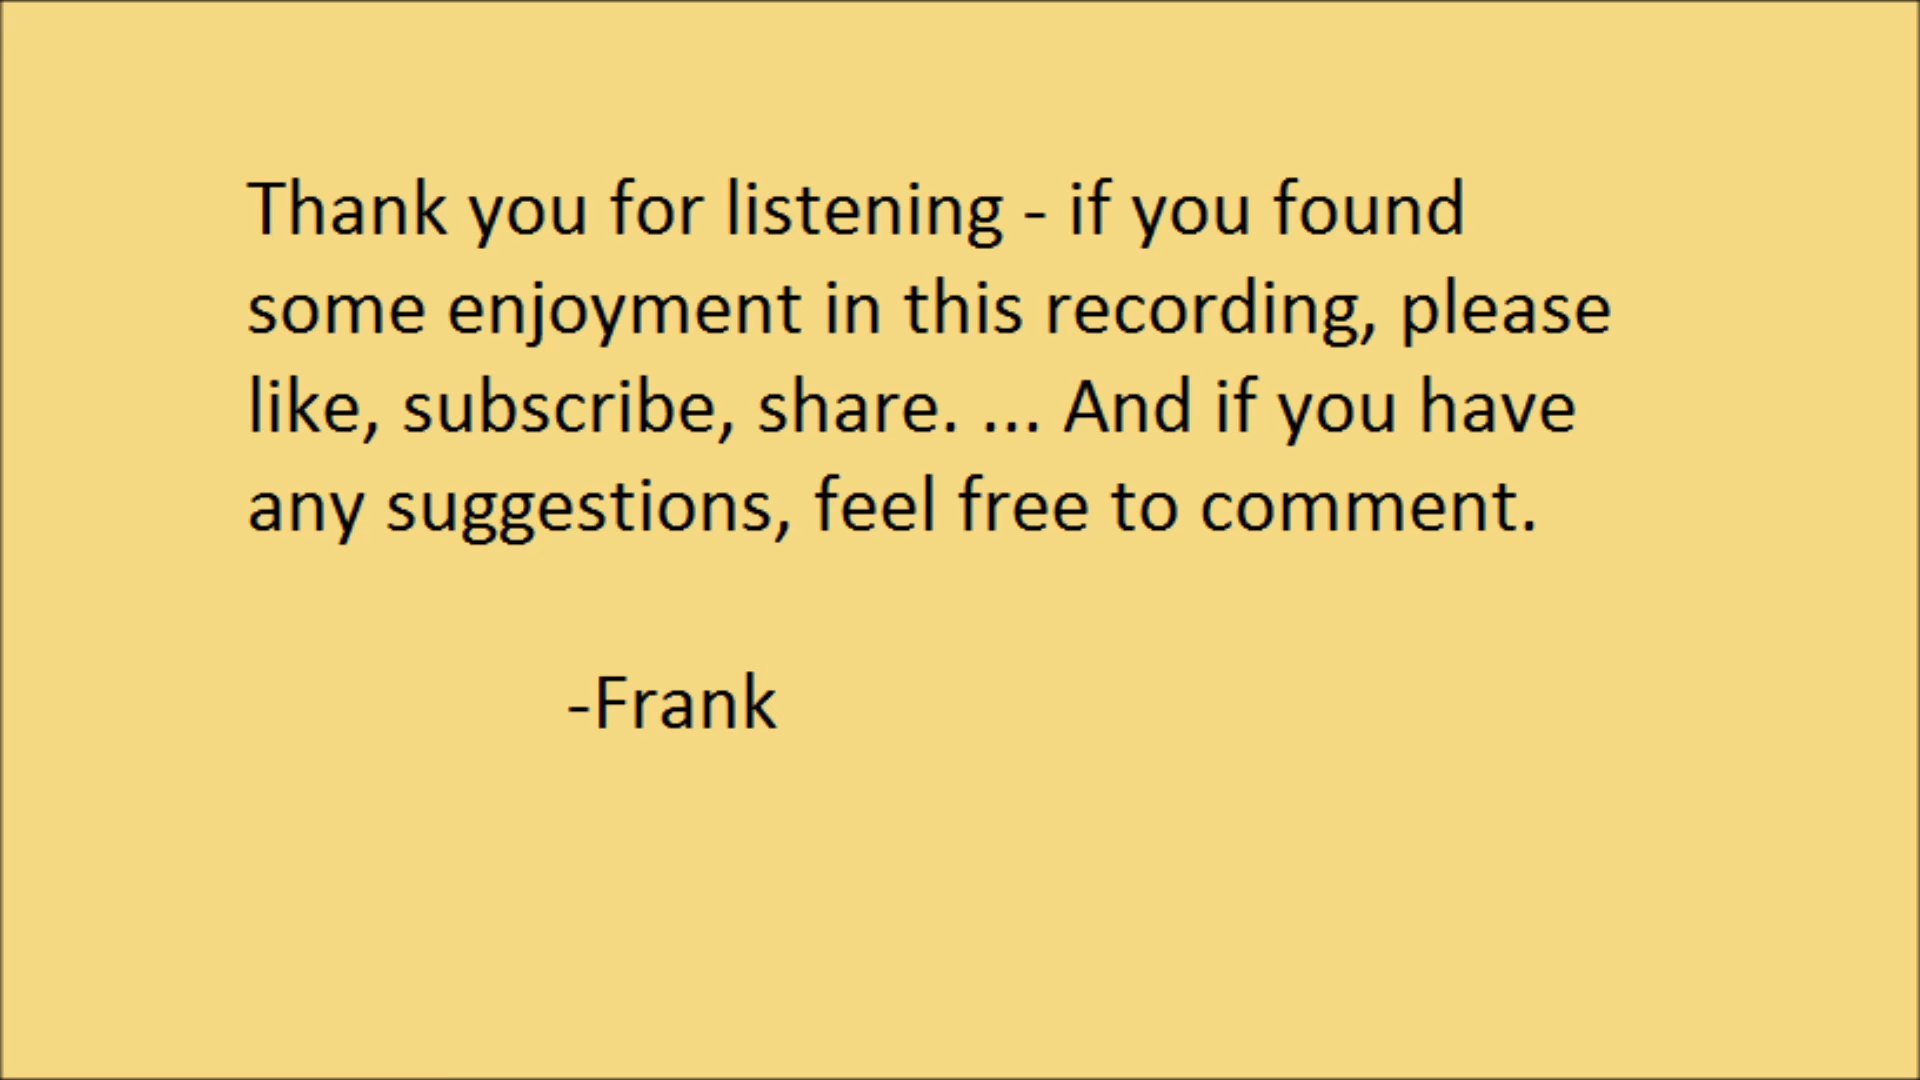 Thank you for listening - if you found
some enjoyment in this recording, please
like, subscribe, share. ... And if you have
any suggestions, feel free to comment.
-Frank